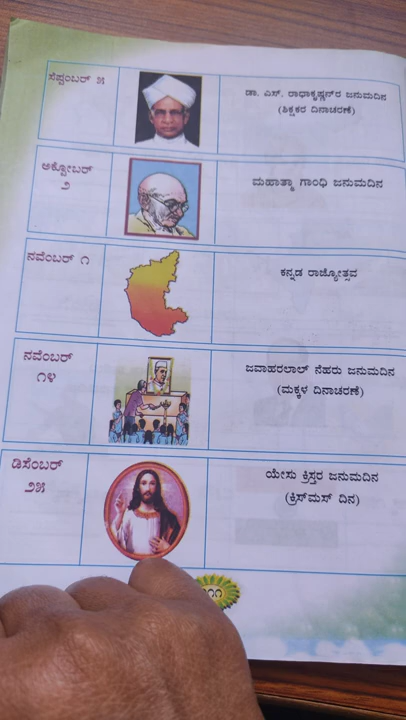 ಸೆಪ್ಟಂಬರ್ ೫
ಡಾ. ಎಸ್. ರಾಧಾಕೃಷ್ಣನ್‌ರ ಜನುಮದಿನ
(ಶಿಕ್ಷಕರ ದಿನಾಚರಣೆ)
ಅಕ್ಟೋಬರ್
೨
ಮಹಾತ್ಮಾ ಗಾಂಧಿ ಜನುಮದಿನ
ನವೆಂಬರ್ ೧
ಕನ್ನಡ ರಾಜ್ಯೋತ್ಸವ
ನವೆಂಬರ್
೧೪
ಜವಾಹರಲಾಲ್ ನೆಹರು ಜನುಮದಿನ
(ಮಕ್ಕಳ ದಿನಾಚರಣೆ)
ಡಿಸೆಂಬರ್
೨೫
ಯೇಸು ಕ್ರಿಸ್ತರ ಜನುಮದಿನ
(ಕ್ರಿಸ್‌ಮಸ್ ದಿನ)